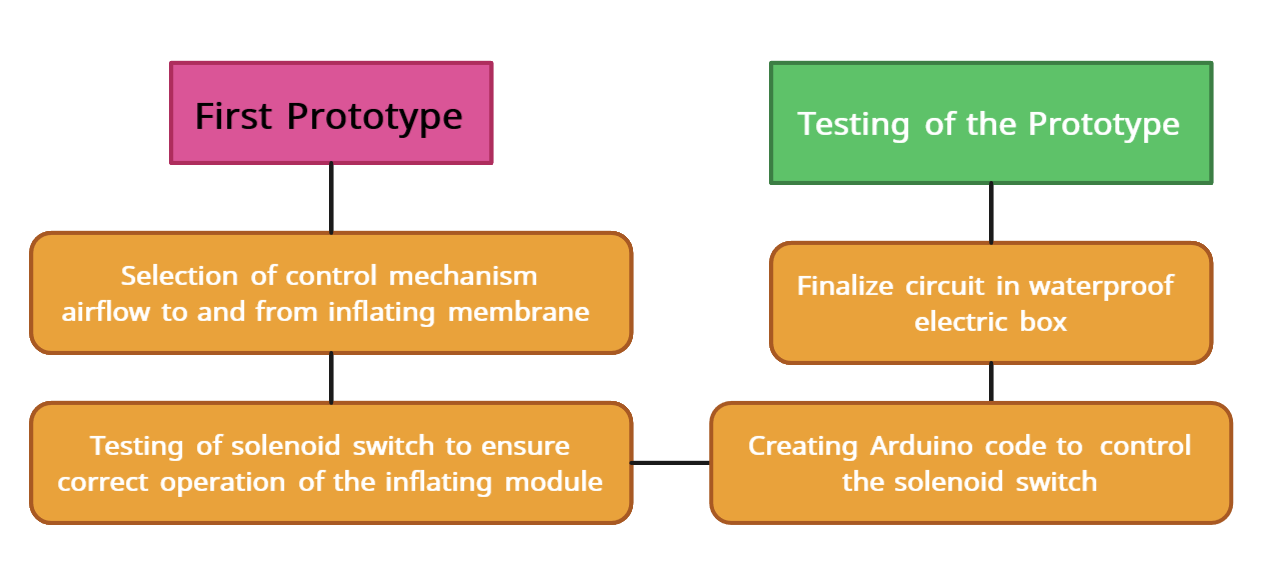 First Prototype
Testing of the Prototype
Selection of control mechanism
airflow to and from inflating membrane
Finalize circuit in waterproof
electric box
Testing of solenoid switch to ensure
correct operation of the inflating module
Creating Arduino code to control
the solenoid switch